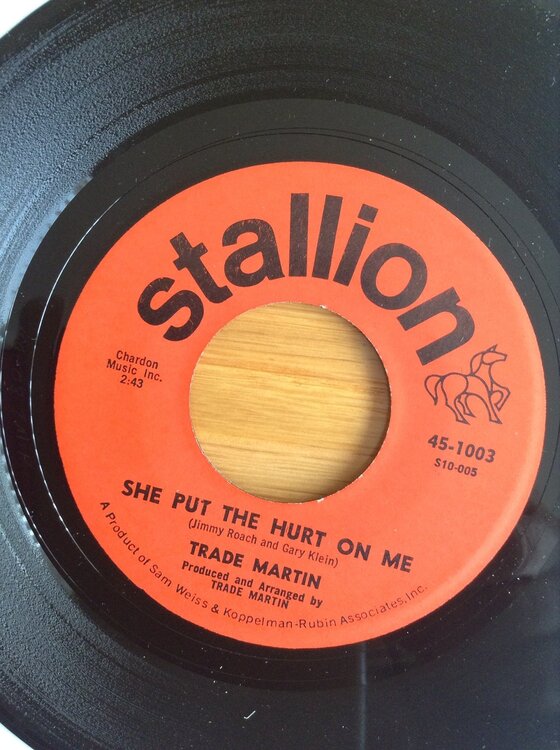 stallion
Chardon
Music Inc.
2:43
45-1003
S10-005
SHE PUT THE HURT ON ME
(Jimmy Roach and Gary Klein)
TRADE MARTIN
Produced and Arranged by
TRADE MARTIN
A Product of Sam Weiss & Koppelman-Rubin Associates, Inc.